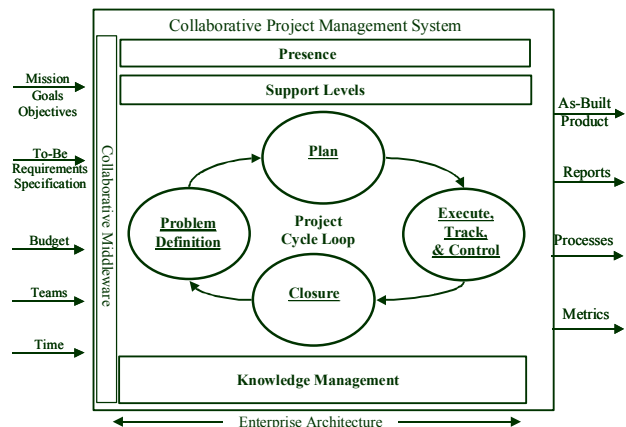 Collaborative Project Management System
Presence
Support Levels
Mission
Goals
Objectives
To-Be
Requirements
Specification
Budget
Teams
Time
Collaborative Middleware
Plan
Problem
Definition
Project
Cycle Loop
Execute,
Track,
& Control
Closure
Knowledge Management
As-Built
Product
Reports
Processes
Metrics
Enterprise Architecture